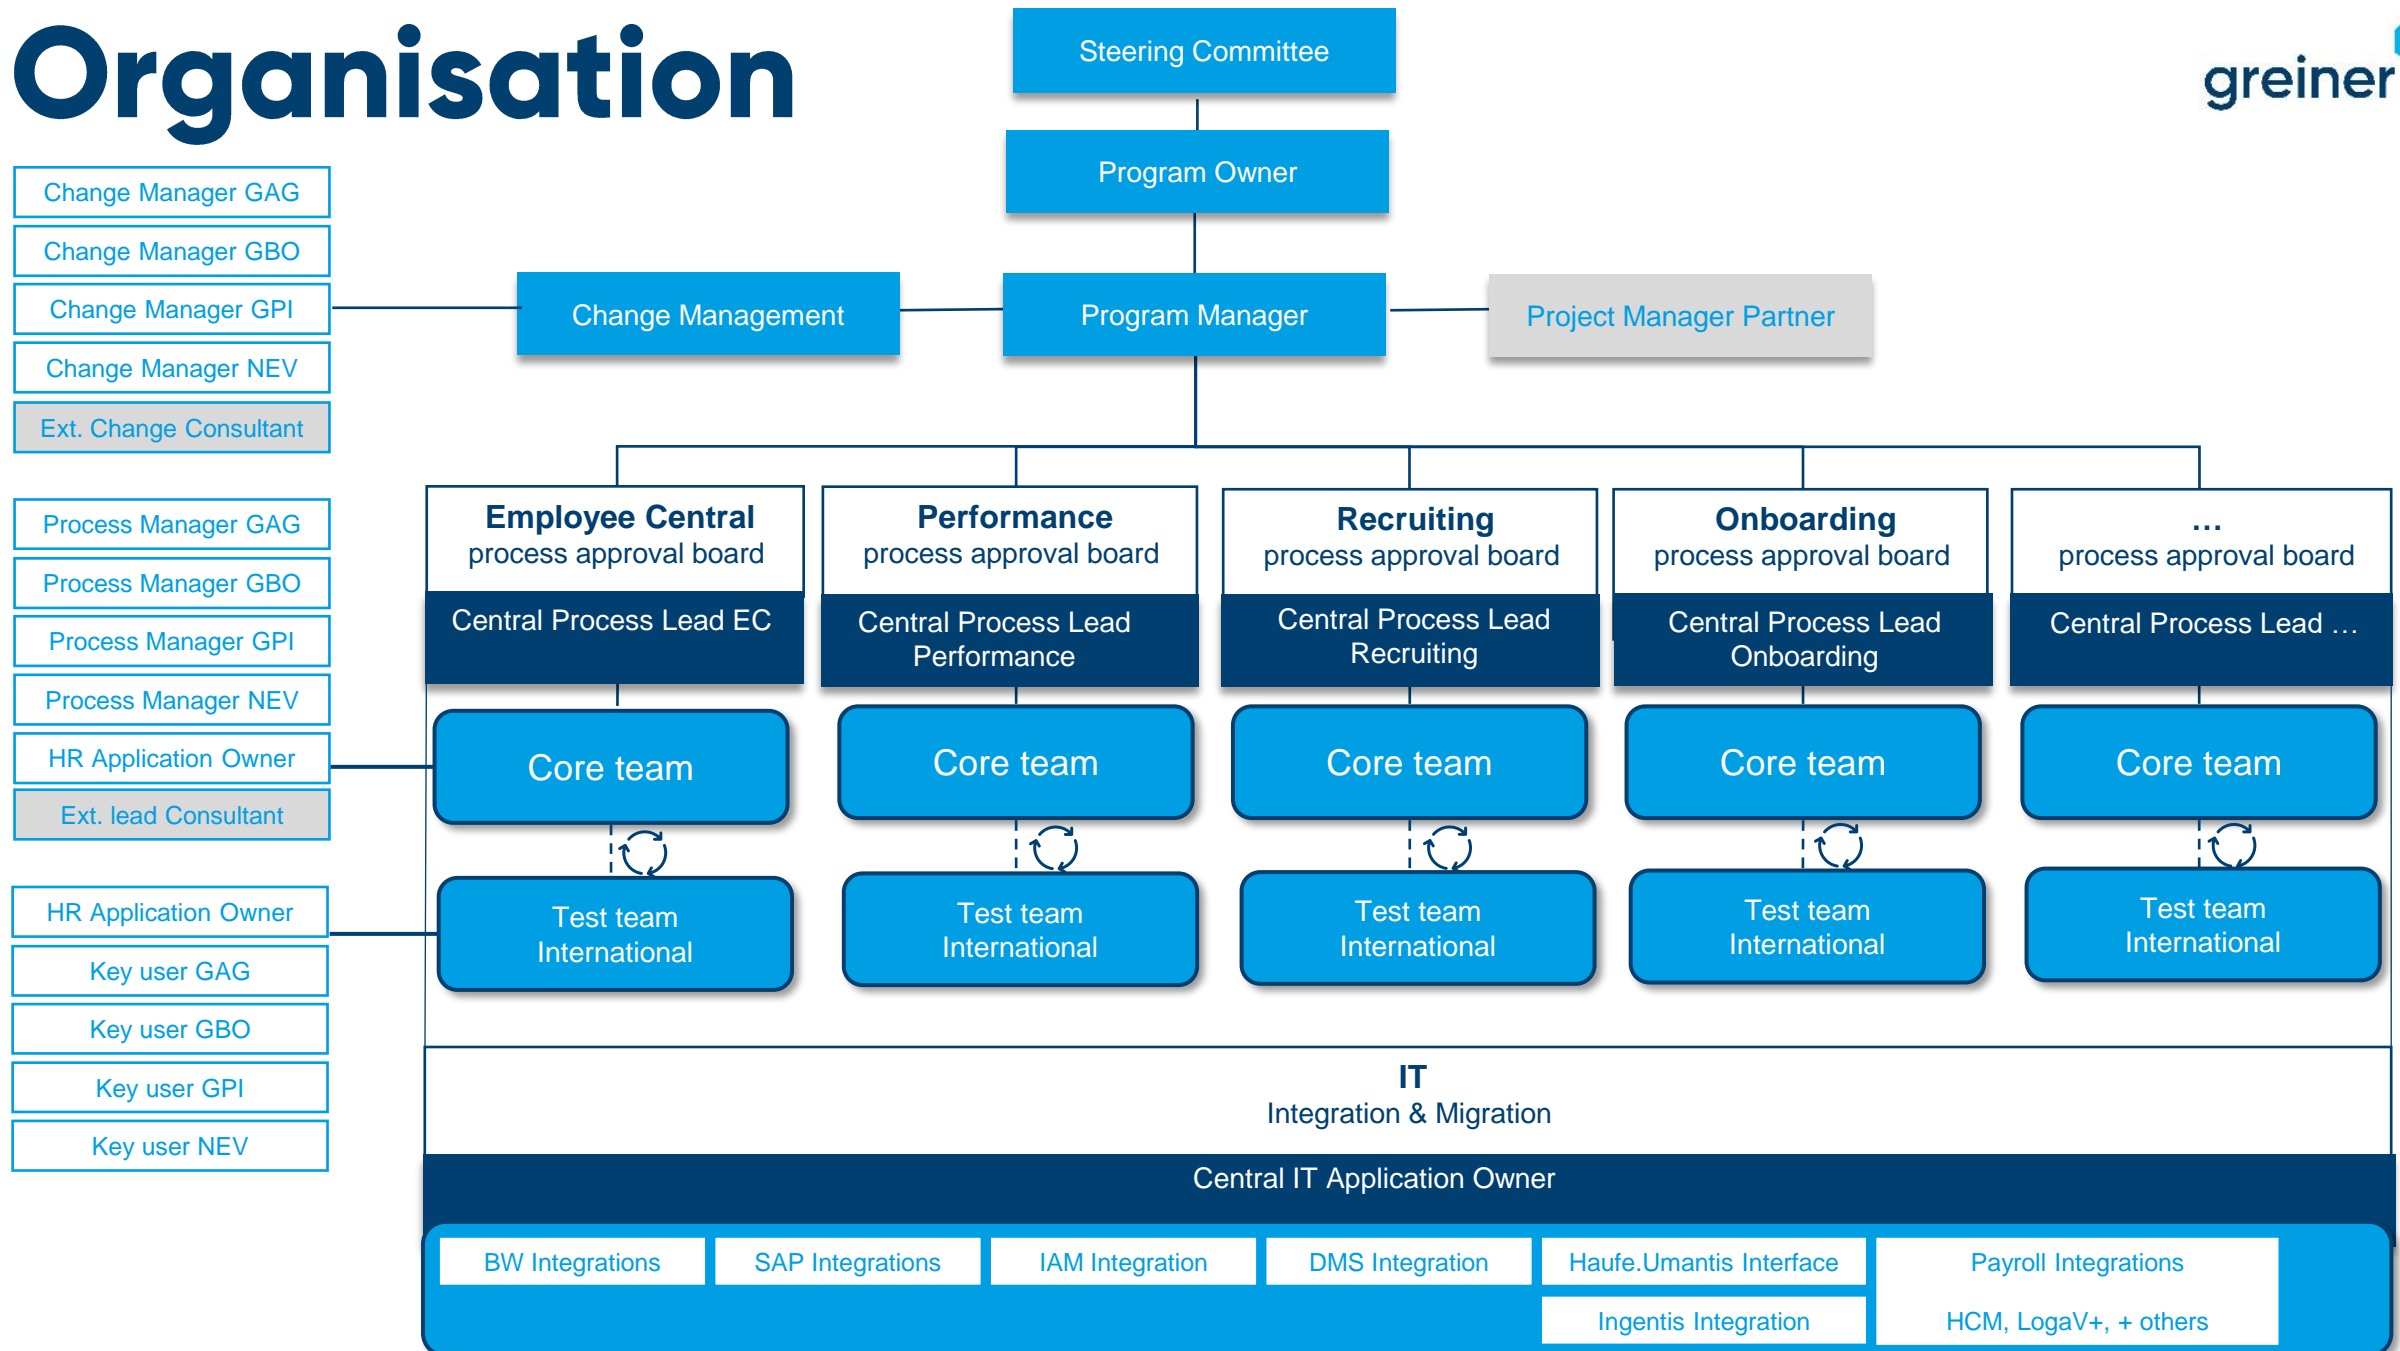 Organisation
greiner
Steering Committee
Program Owner
Change Management
Program Manager
Project Manager Partner
Change Manager GAG
Change Manager GBO
Change Manager GPI
Change Manager NEV
Ext. Change Consultant
Process Manager GAG
Process Manager GBO
Process Manager GPI
Process Manager NEV
HR Application Owner
Ext. lead Consultant
HR Application Owner
Key user GAG
Key user GBO
Key user GPI
Key user NEV
Employee Central
process approval board
Central Process Lead EC
Core team
Test team
International
Performance
process approval board
Central Process Lead
Performance
Core team
Test team
International
Recruiting
process approval board
Central Process Lead
Recruiting
Core team
Test team
International
Onboarding
process approval board
Central Process Lead
Onboarding
Core team
Test team
International
…
process approval board
Central Process Lead …
Core team
Test team
International
IT
Integration & Migration
Central IT Application Owner
BW Integrations
SAP Integrations
IAM Integration
DMS Integration
Haufe.Umantis Interface
Ingentis Integration
Payroll Integrations
HCM, LogaV+, + others